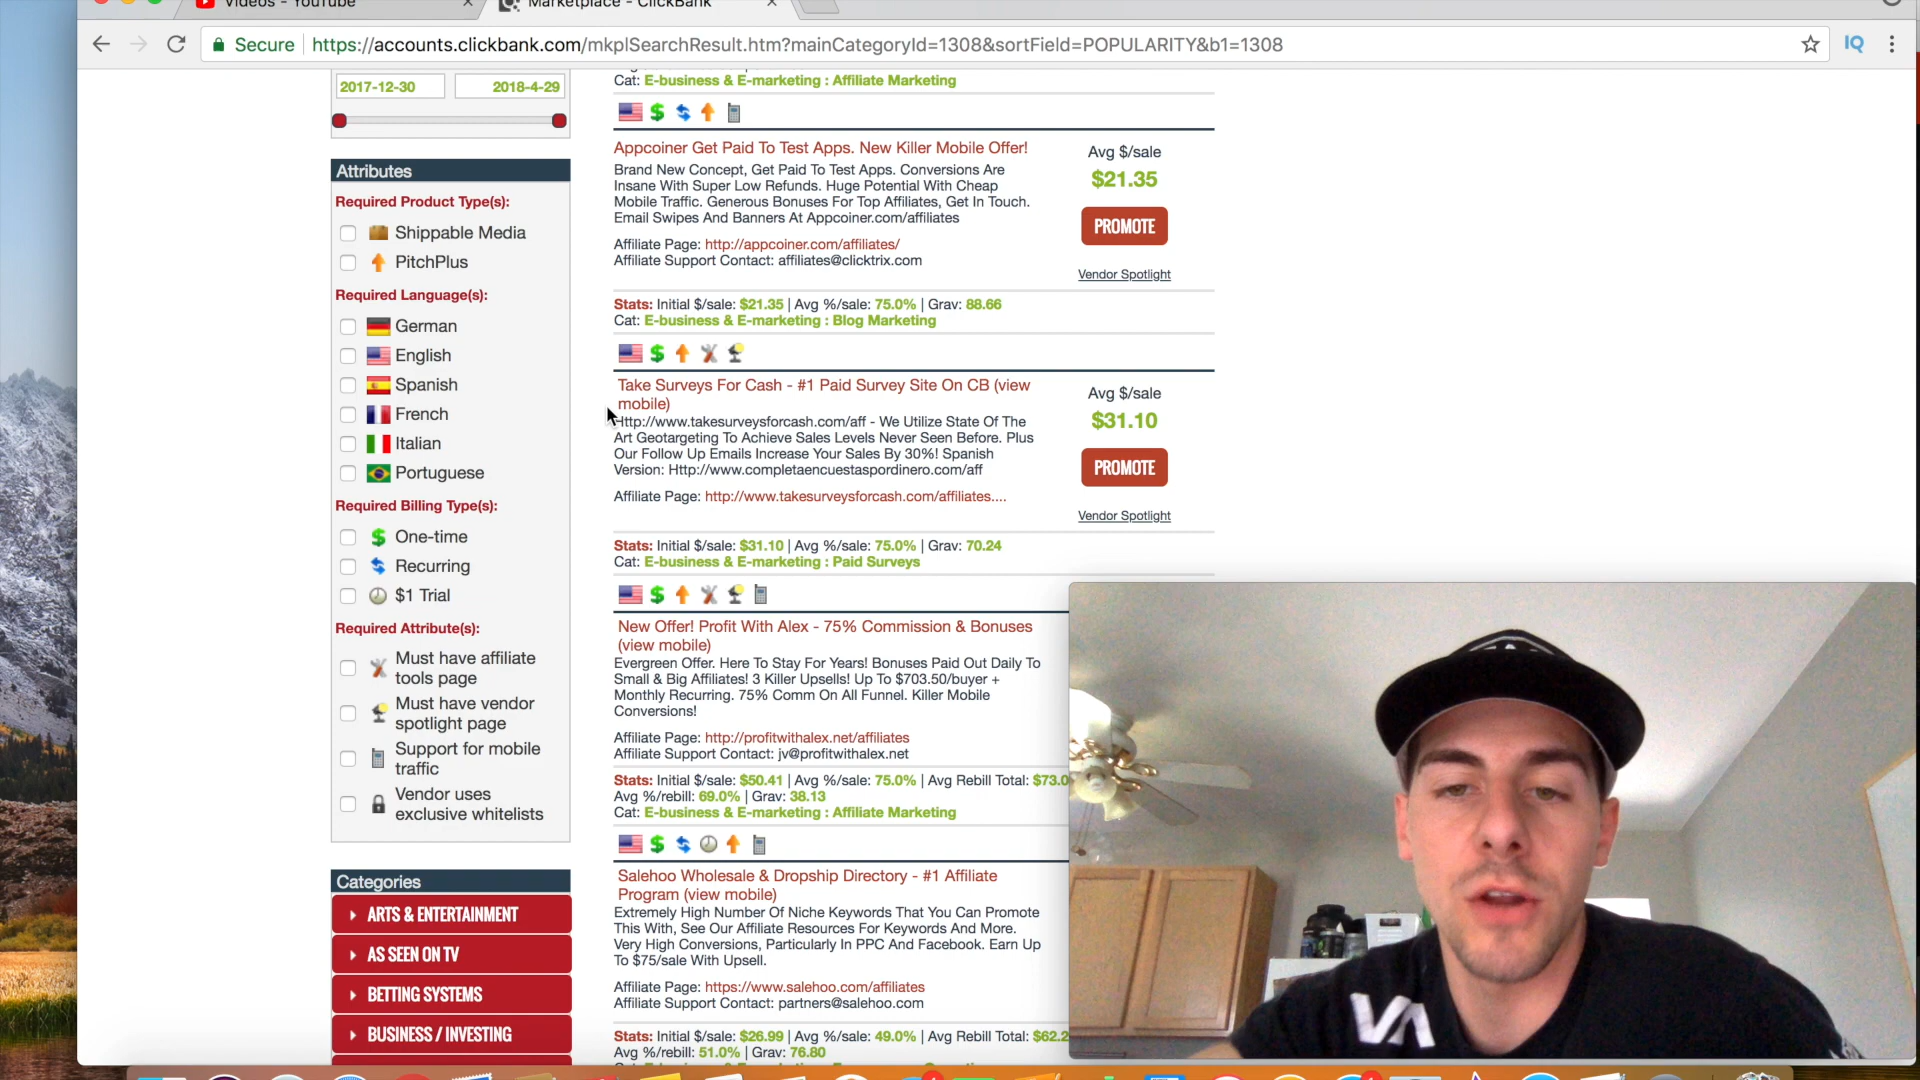 Videos - YouTube
Marketplace - ClickBank
Secure https://accounts.clickbank.com/mkplSearchResult.htm?mainCategoryId=1308&sortField=POPULARITY&b1=1308
IQ
2017-12-30
2018-4-29
Attributes
Required Product Type(s):
Shippable Media
PitchPlus
Required Language(s):
German
English
Spanish
French
Italian
Portuguese
Required Billing Type(s):
One-time
Recurring
$1 Trial
Required Attribute(s):
Must have affiliate
tools page
Must have vendor
spotlight page
Support for mobile
traffic
Vendor uses
exclusive whitelists
Categories
ARTS & ENTERTAINMENT
AS SEEN ON TV
BETTING SYSTEMS
BUSINESS / INVESTING
Cat: E-business & E-marketing : Affiliate Marketing
Appcoiner Get Paid To Test Apps. New Killer Mobile Offer!
Brand New Concept, Get Paid To Test Apps. Conversions Are
Insane With Super Low Refunds. Huge Potential With Cheap
Mobile Traffic. Generous Bonuses For Top Affiliates, Get In Touch.
Email Swipes And Banners At Appcoiner.com/affiliates
Affiliate Page: http://appcoiner.com/affiliates/
Affiliate Support Contact: affiliates@clicktrix.com
Avg $/sale
$21.35
PROMOTE
Vendor Spotlight
Stats: Initial $/sale: $21.35 | Avg %/sale: 75.0% | Grav: 88.66
Cat: E-business & E-marketing : Blog Marketing
Take Surveys For Cash - #1 Paid Survey Site On CB (view
mobile)
Http://www.takesurveysforcash.com/aff - We Utilize State Of The
Art Geotargeting To Achieve Sales Levels Never Seen Before. Plus
Our Follow Up Emails Increase Your Sales By 30%! Spanish
Version: Http://www.completaencuestaspordinero.com/aff
Affiliate Page: http://www.takesurveysforcash.com/affiliates....
Avg $/sale
$31.10
PROMOTE
Vendor Spotlight
Stats: Initial $/sale: $31.10 | Avg %/sale: 75.0% | Grav: 70.24
Cat: E-business & E-marketing : Paid Surveys
New Offer! Profit With Alex - 75% Commission & Bonuses
(view mobile)
Evergreen Offer. Here To Stay For Years! Bonuses Paid Out Daily To
Small & Big Affiliates! 3 Killer Upsells! Up To $703.50/buyer +
Monthly Recurring. 75% Comm On All Funnel. Killer Mobile
Conversions!
Affiliate Page: http://profitwithalex.net/affiliates
Affiliate Support Contact: jv@profitwithalex.net
Stats: Initial $/sale: $50.41 | Avg %/sale: 75.0% | Avg Rebill Total: $73.0
Avg %/rebill: 69.0% | Grav: 38.13
Cat: E-business & E-marketing : Affiliate Marketing
Salehoo Wholesale & Dropship Directory - #1 Affiliate
Program (view mobile)
Extremely High Number Of Niche Keywords That You Can Promote
This With, See Our Affiliate Resources For Keywords And More.
Very High Conversions, Particularly In PPC And Facebook. Earn Up
To $75/sale With Upsell.
Affiliate Page: https://www.salehoo.com/affiliates
Affiliate Support Contact: partners@salehoo.com
Stats: Initial $/sale: $26.99 | Avg %/sale: 49.0% | Avg Rebill Total: $62.2
Avg %/rebill: 51.0% | Grav: 76.80